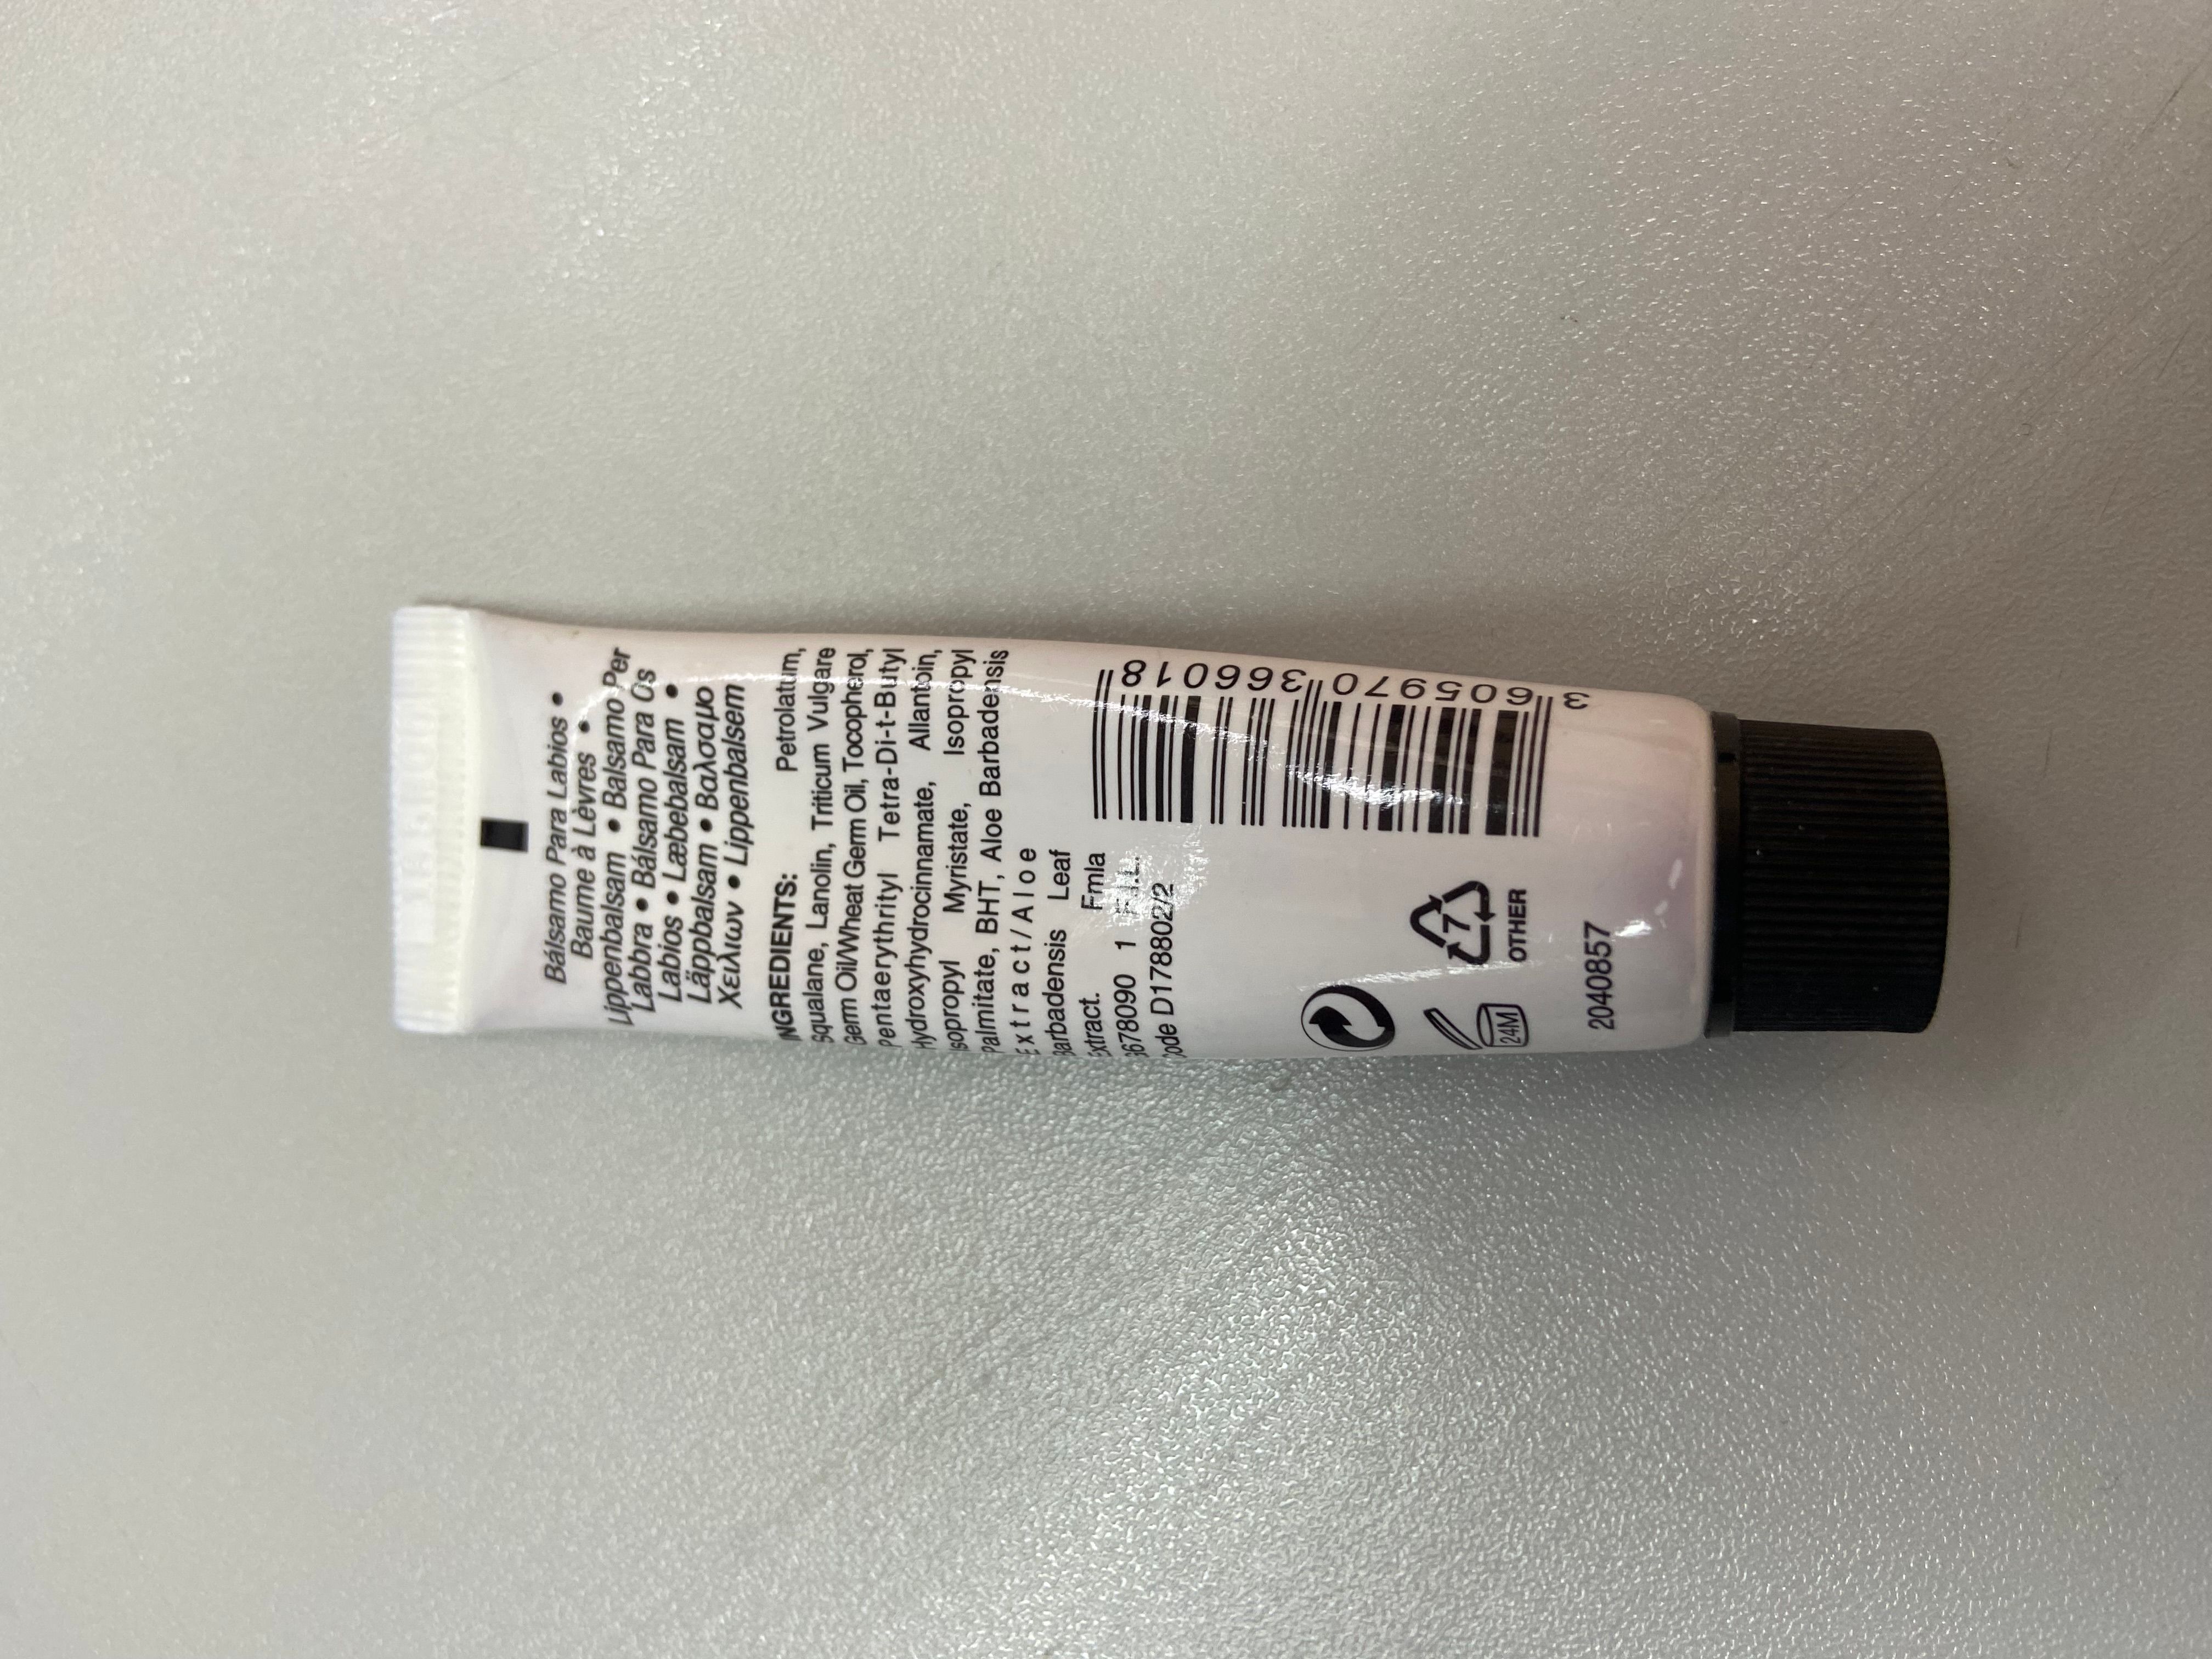 Bálsamo Para Labios •
Baume à Lèvres •
Lippenbalsam • Balsamo Per
Labbra • Bálsamo Para Os
Labios • Læbebalsam •
Läppbalsam • Βαλσαμο
Χειλιων • Lippenbalsem
INGREDIENTS: Petrolatum,
Squalane, Lanolin, Triticum Vulgare
Germ Oil/Wheat Germ Oil, Tocopherol,
Pentaerythrityl Tetra-Di-t-Butyl
Hydroxyhydrocinnamate, Allantoin,
Isopropyl Myristate, Isopropyl
Palmitate, BHT, Aloe Barbadensis
Extract/Aloe
Barbadensis Leaf
Extract. Fmla
678090 1 F.I.L.
Code D178802/2
3 605970 366018
7
OTHER
24M
2040857